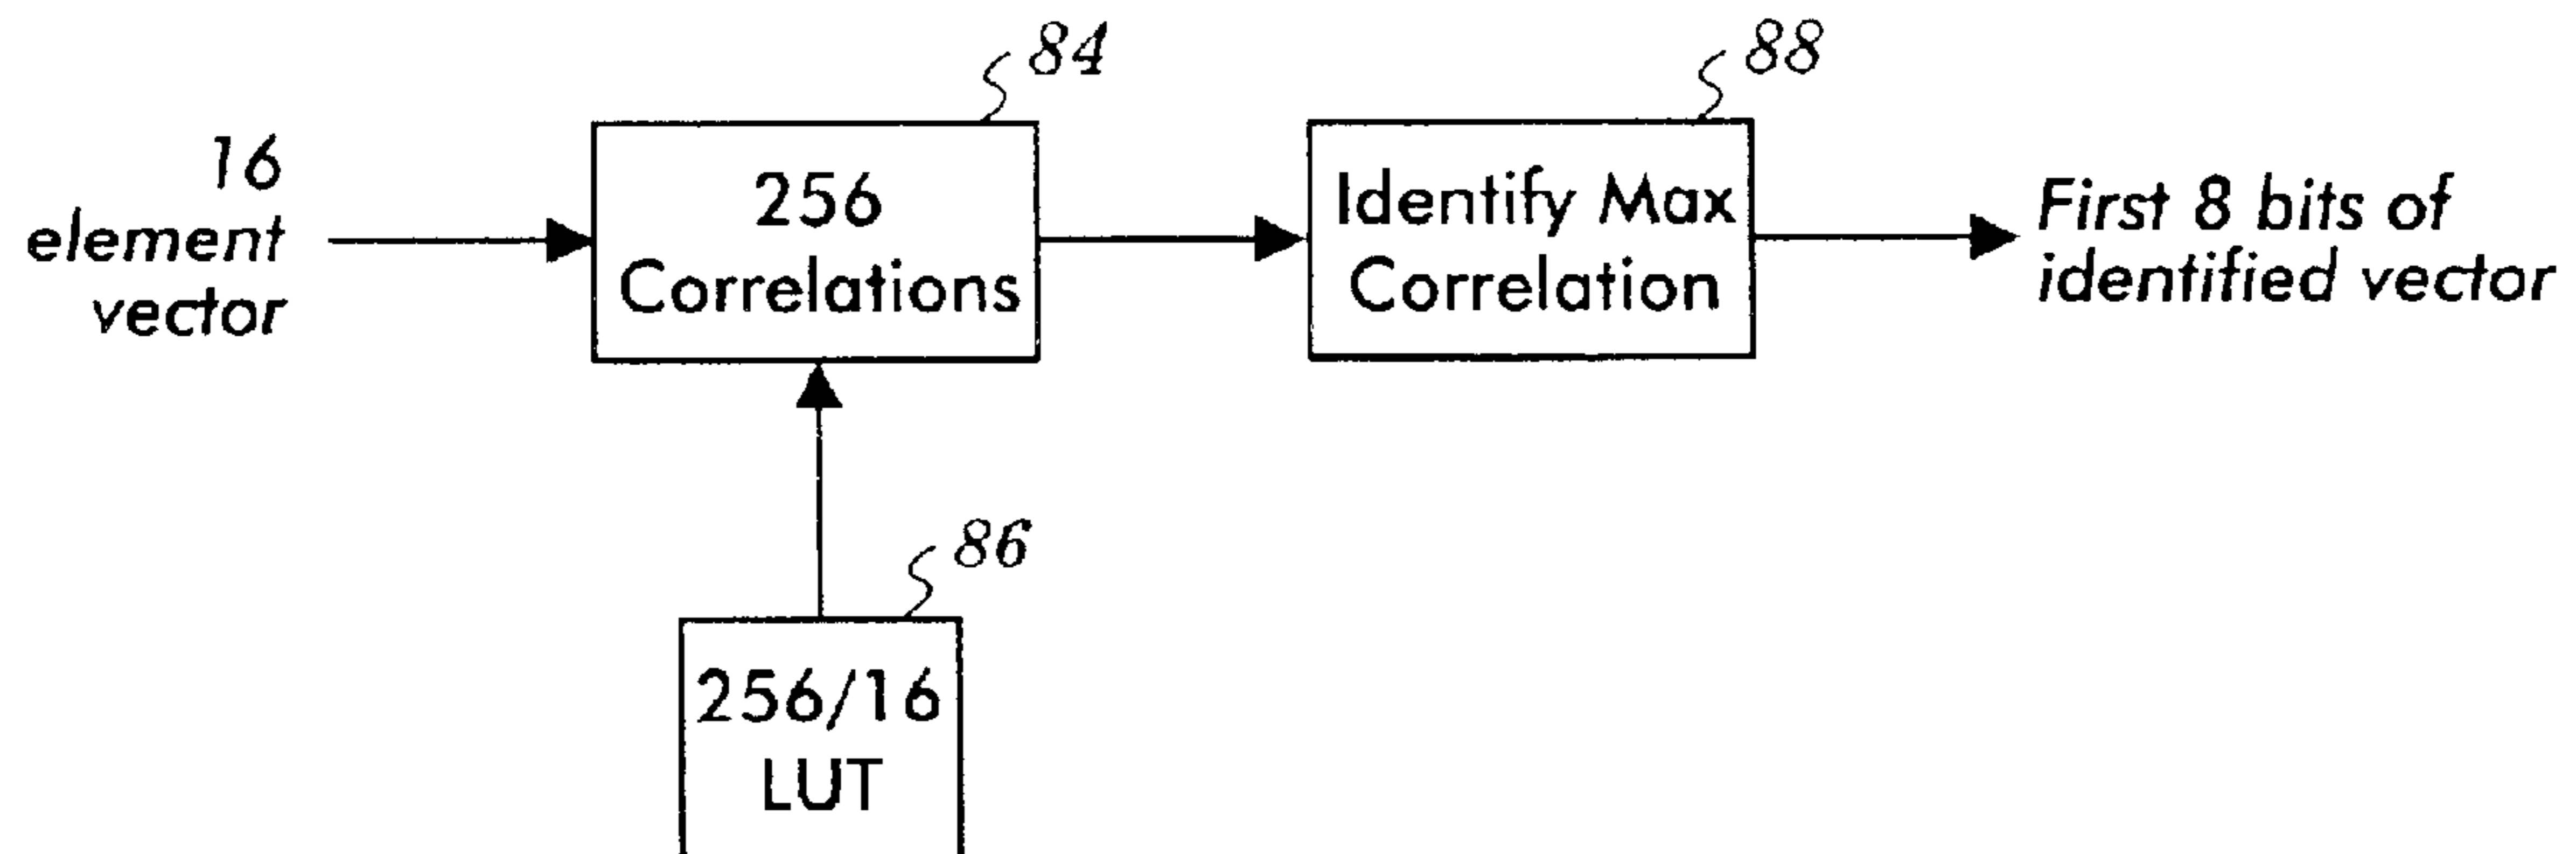 84
88
16
element
vector
256
Correlations
Identify Max
Correlation
First 8 bits of
identified vector
86
256/16
LUT